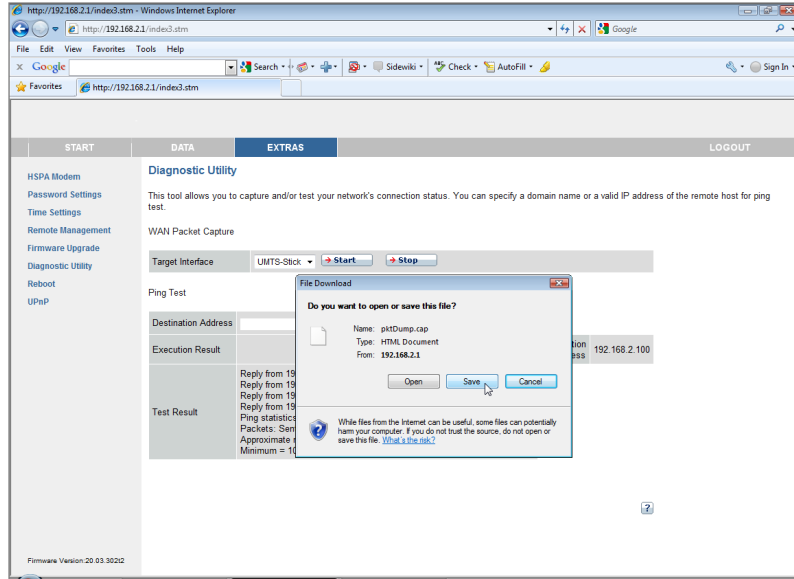 http://192.168.2.1/index3.stm - Windows Internet Explorer
http://192.168.2.1/index3.stm
Google
File Edit View Favorites Tools Help
x Google Search Sidewiki Check AutoFill Sign In
Favorites http://192.168.2.1/index3.stm
START DATA EXTRAS LOGOUT
HSPA Modem
Password Settings
Time Settings
Remote Management
Firmware Upgrade
Diagnostic Utility
Reboot
UPnP
Diagnostic Utility
This tool allows you to capture and/or test your network's connection status. You can specify a domain name or a valid IP address of the remote host for ping
test.
WAN Packet Capture
Target Interface UMTS-Stick Start Stop
Ping Test
Destination Address
Execution Result
tion
ess
192.168.2.100
Test Result
Reply from 19
Reply from 19
Reply from 19
Reply from 19
Ping statistics
Packets: Sen
Approximate r
Minimum = 10
File Download
Do you want to open or save this file?
Name: pktDump.cap
Type: HTML Document
From: 192.168.2.1
Open Save Cancel
While files from the Internet can be useful, some files can potentially
harm your computer. If you do not trust the source, do not open or
save this file. What's the risk?
?
Firmware Version:20.03.302t2